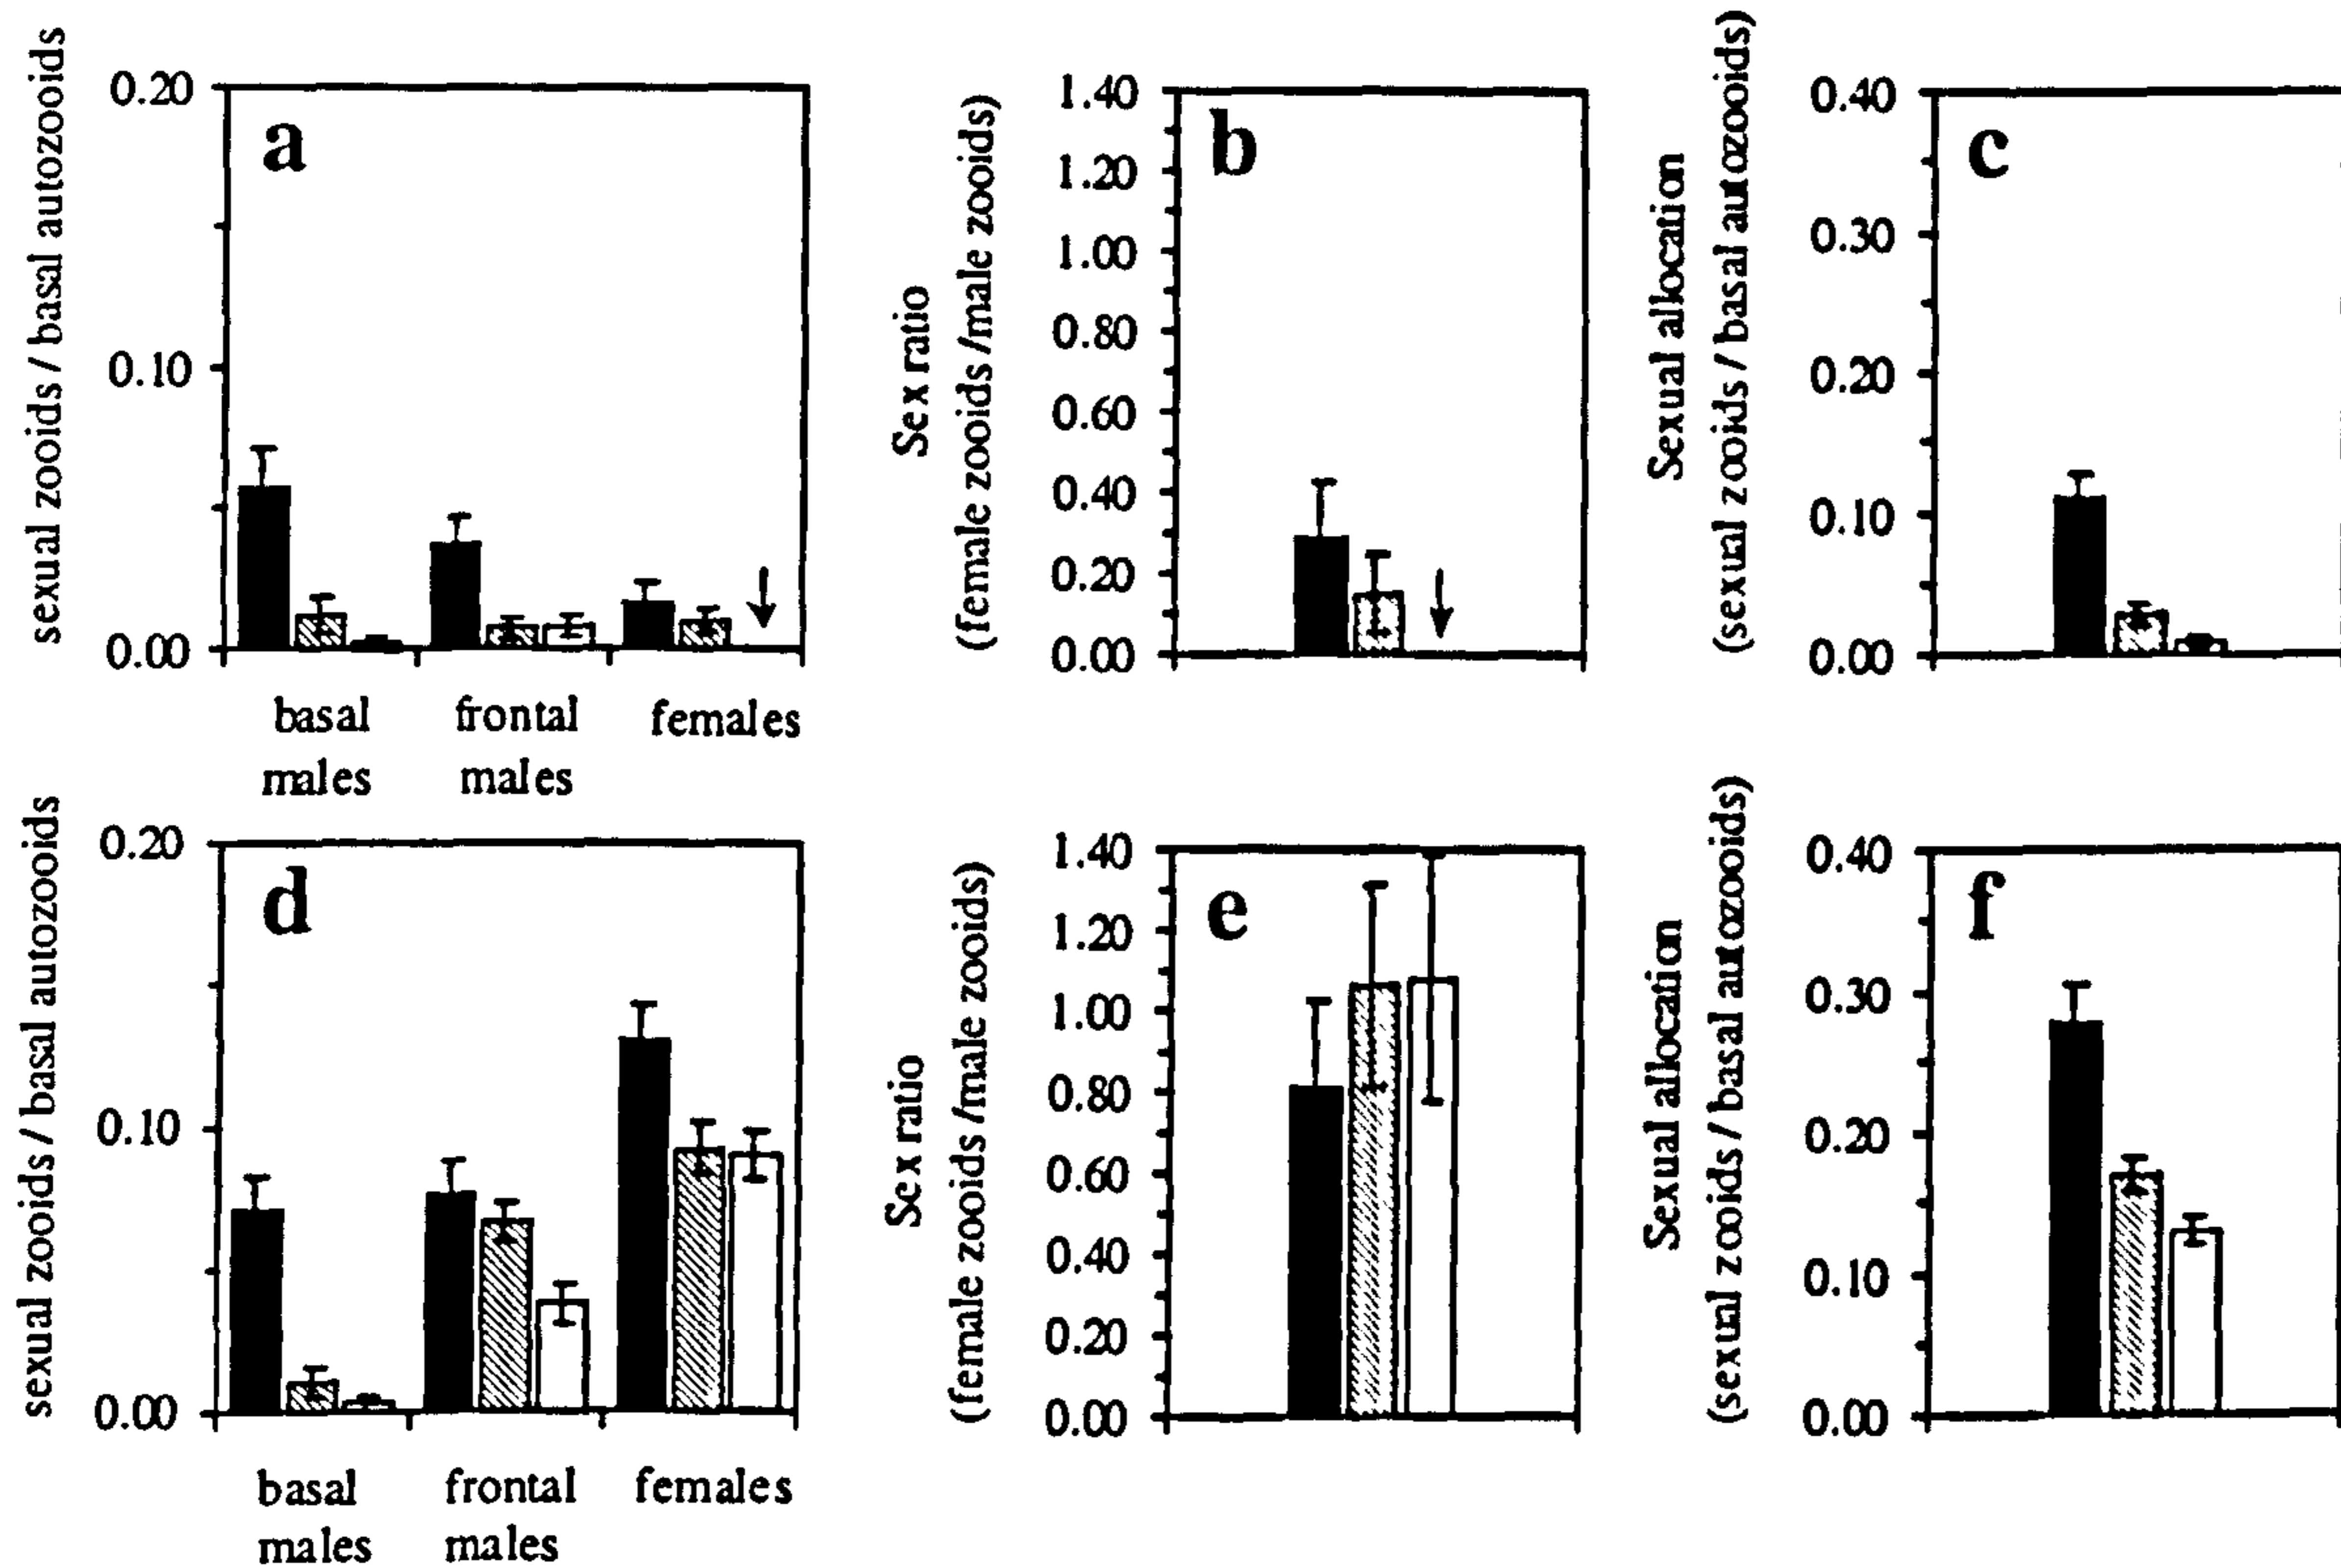 sexual zooids / basal autozooids
0.20
0.10
0.00
a
basal
males
frontal
males
females
Sex ratio
(female zooids /male zooids)
1.40
1.20
1.00
0.80
0.60
0.40
0.20
0.00
b
Sexual allocation
(sexual zooids / basal autozooids)
0.40
0.30
0.20
0.10
0.00
c
sexual zooids / basal autozooids
0.20
0.10
0.00
d
basal
males
frontal
males
females
Sex ratio
(female zooids /male zooids)
1.40
1.20
1.00
0.80
0.60
0.40
0.20
0.00
e
Sexual allocation
(sexual zooids / basal autozooids)
0.40
0.30
0.20
0.10
0.00
f